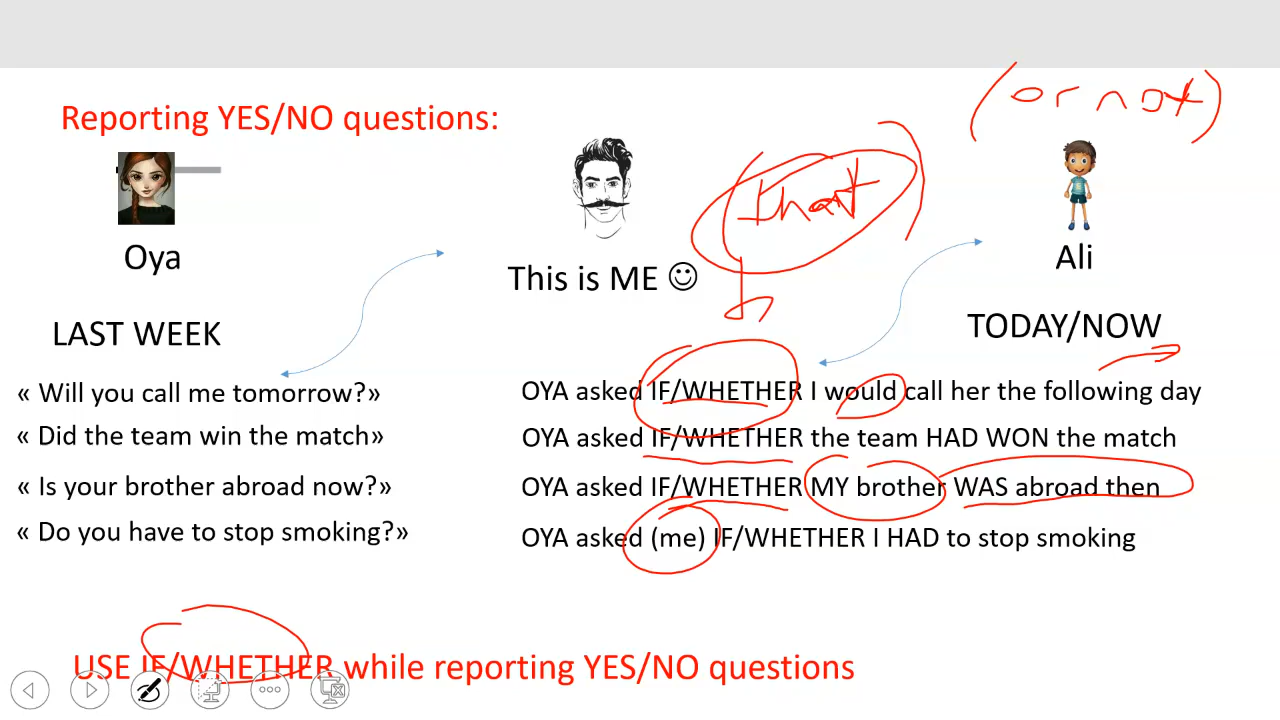 (or not)
Reporting YES/NO questions:
that
Oya
This is ME ☺
Ali
LAST WEEK
TODAY/NOW
« Will you call me tomorrow?»
OYA asked IF/WHETHER I would call her the following day
« Did the team win the match»
OYA asked IF/WHETHER the team HAD WON the match
« Is your brother abroad now?»
OYA asked IF/WHETHER MY brother WAS abroad then
« Do you have to stop smoking?»
OYA asked (me) IF/WHETHER I HAD to stop smoking
USE IF/WHETHER while reporting YES/NO questions